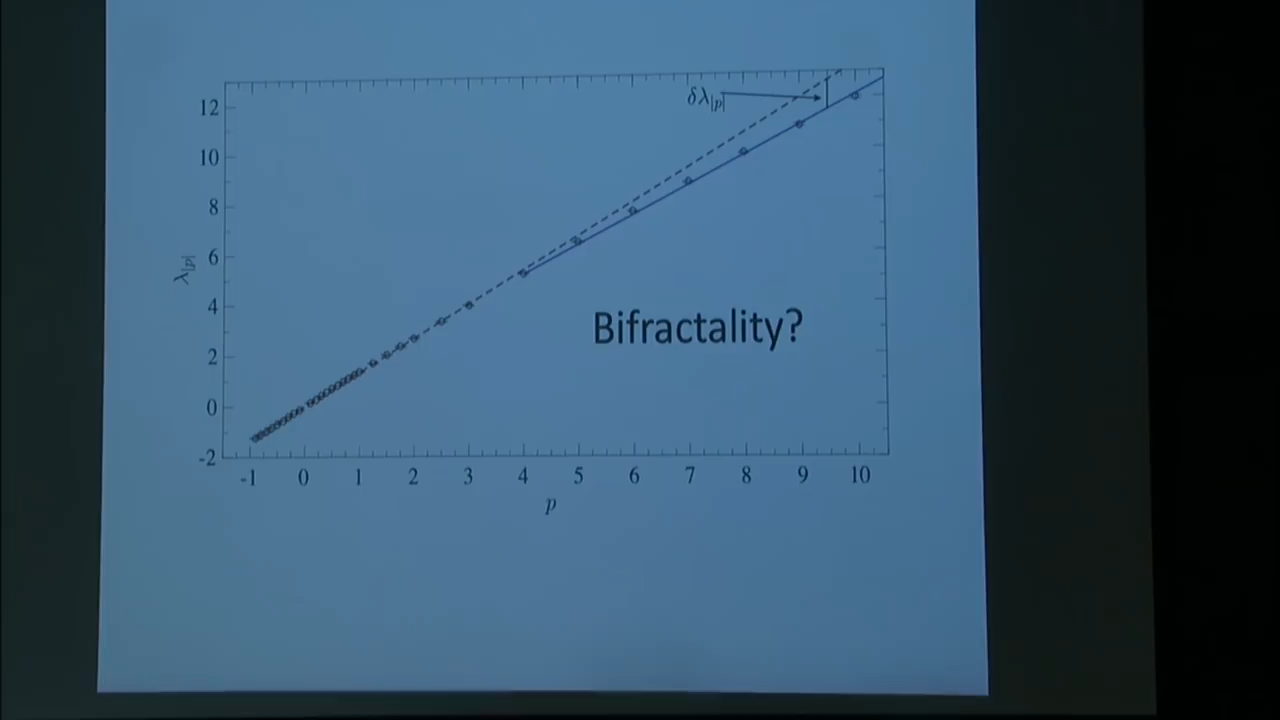 12
δλ|p|
10
8
6
λ|p|
4
Bifractality?
2
0
-2
-1 0 1 2 3 4 5 6 7 8 9 10
p